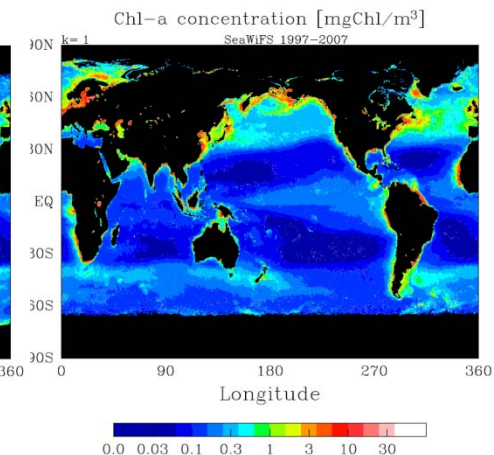 Chl-a concentration [mgChl/m³]
k= 1 SeaWiFS 1997-2007
90N
60N
30N
EQ
30S
60S
90S
360 0 90 180 270 360
Longitude
0.0 0.03 0.1 0.3 1 3 10 30